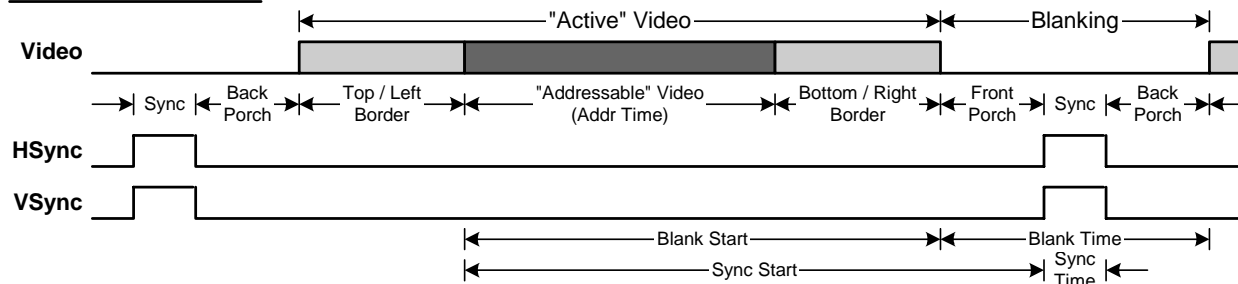 "Active" Video
Blanking
Video
Sync
Back
Porch
Top / Left
Border
"Addressable" Video
(Addr Time)
Bottom / Right
Border
Front
Porch
Sync
Back
Porch
HSync
VSync
Blank Start
Blank Time
Sync Start
Sync
Time